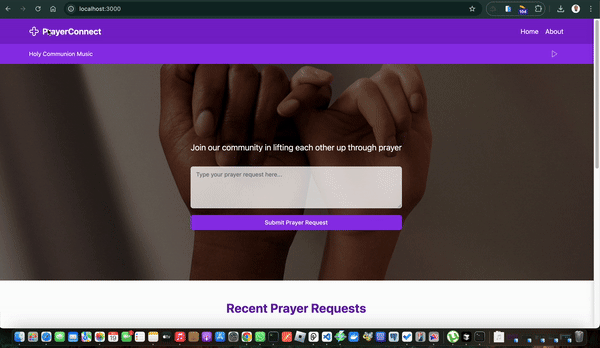 localhost:3000
PrayerConnect
Home About
Holy Communion Music
Join our community in lifting each other up through prayer
Type your prayer request here...
Submit Prayer Request
Recent Prayer Requests